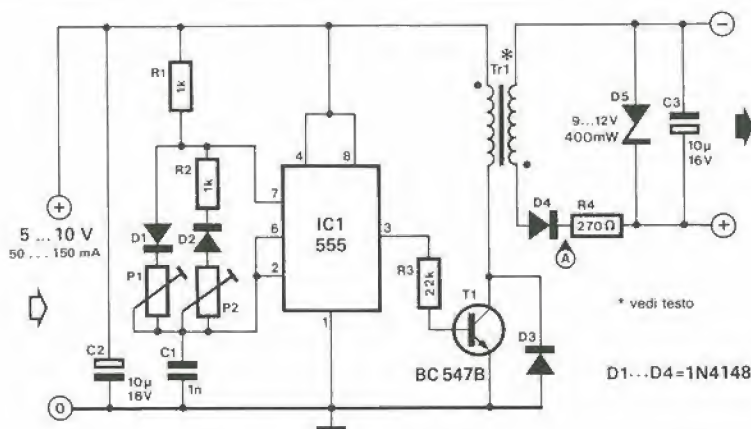 R1
1k
R2
1k
D1
D2
P1
P2
5 ... 10 V
50 .... 150 mA
+
0
C2
10µ
16V
C1
1n
4
8
7
6
2
3
1
IC1
555
R3
22k
T1
BC 547B
D3
Tr1
*
D4
A
R4
270Ω
D5
9...12V
400mW
C3
10µ
16V
−
+
* vedi testo
D1...D4=1N4148